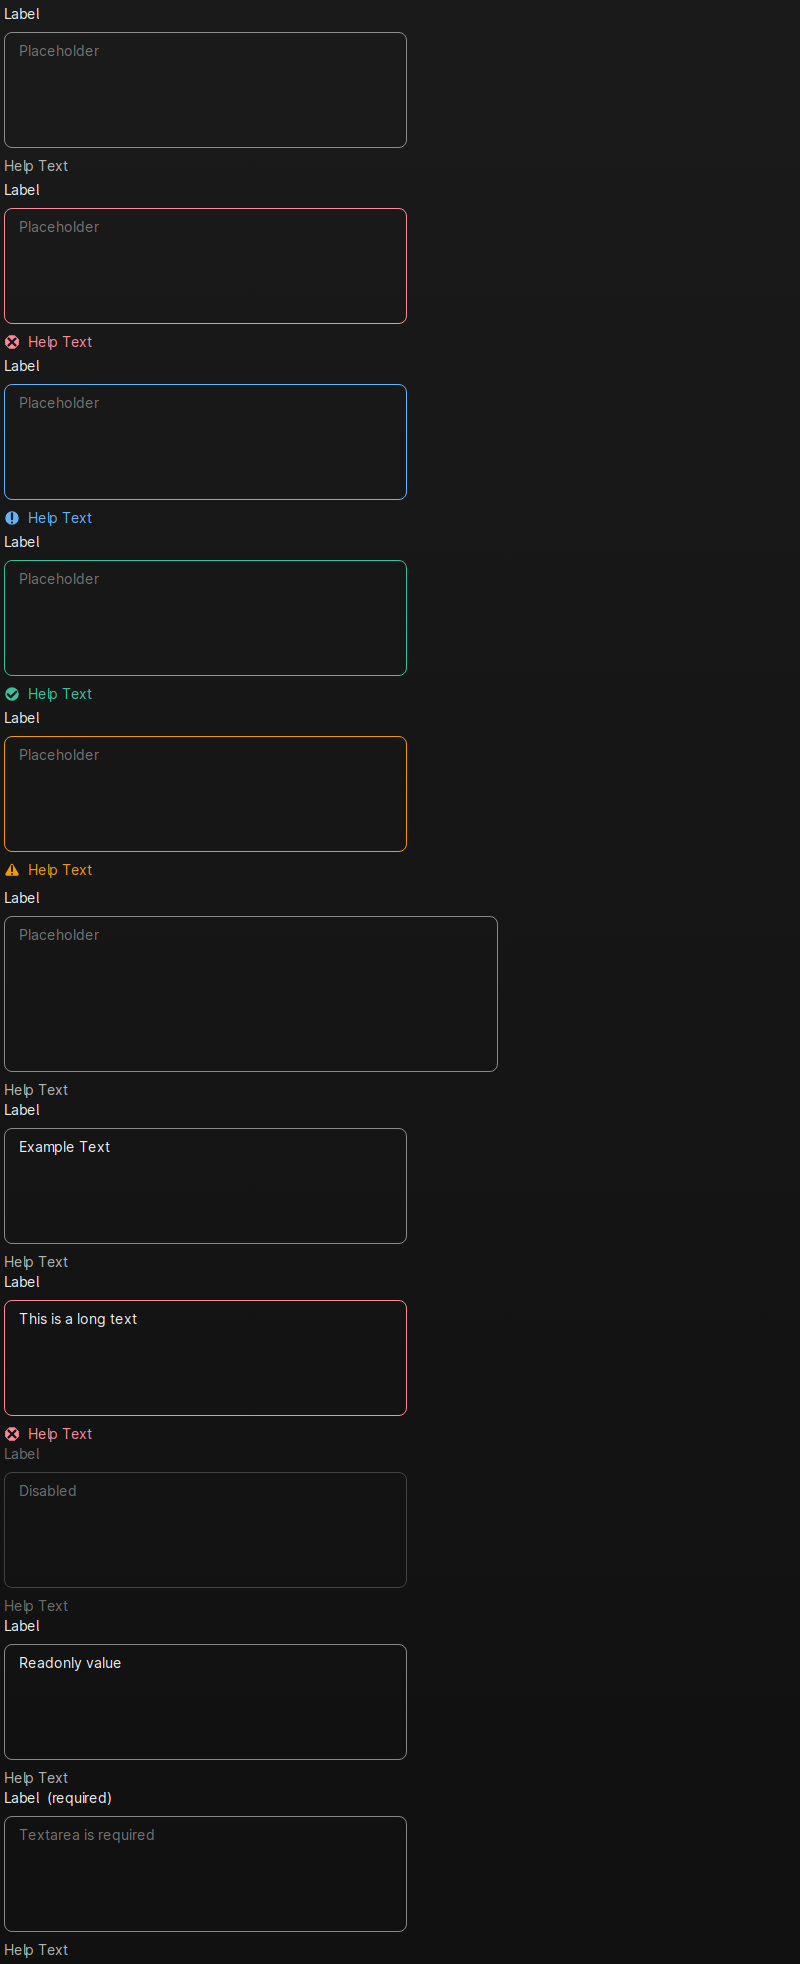 Label
Placeholder
Help Text
Label
Placeholder
Help Text
Label
Placeholder
Help Text
Label
Placeholder
Help Text
Label
Placeholder
Help Text
Label
Placeholder
Help Text
Label
Example Text
Help Text
Label
This is a long text
Help Text
Label
Disabled
Help Text
Label
Readonly value
Help Text
Label (required)
Textarea is required
Help Text